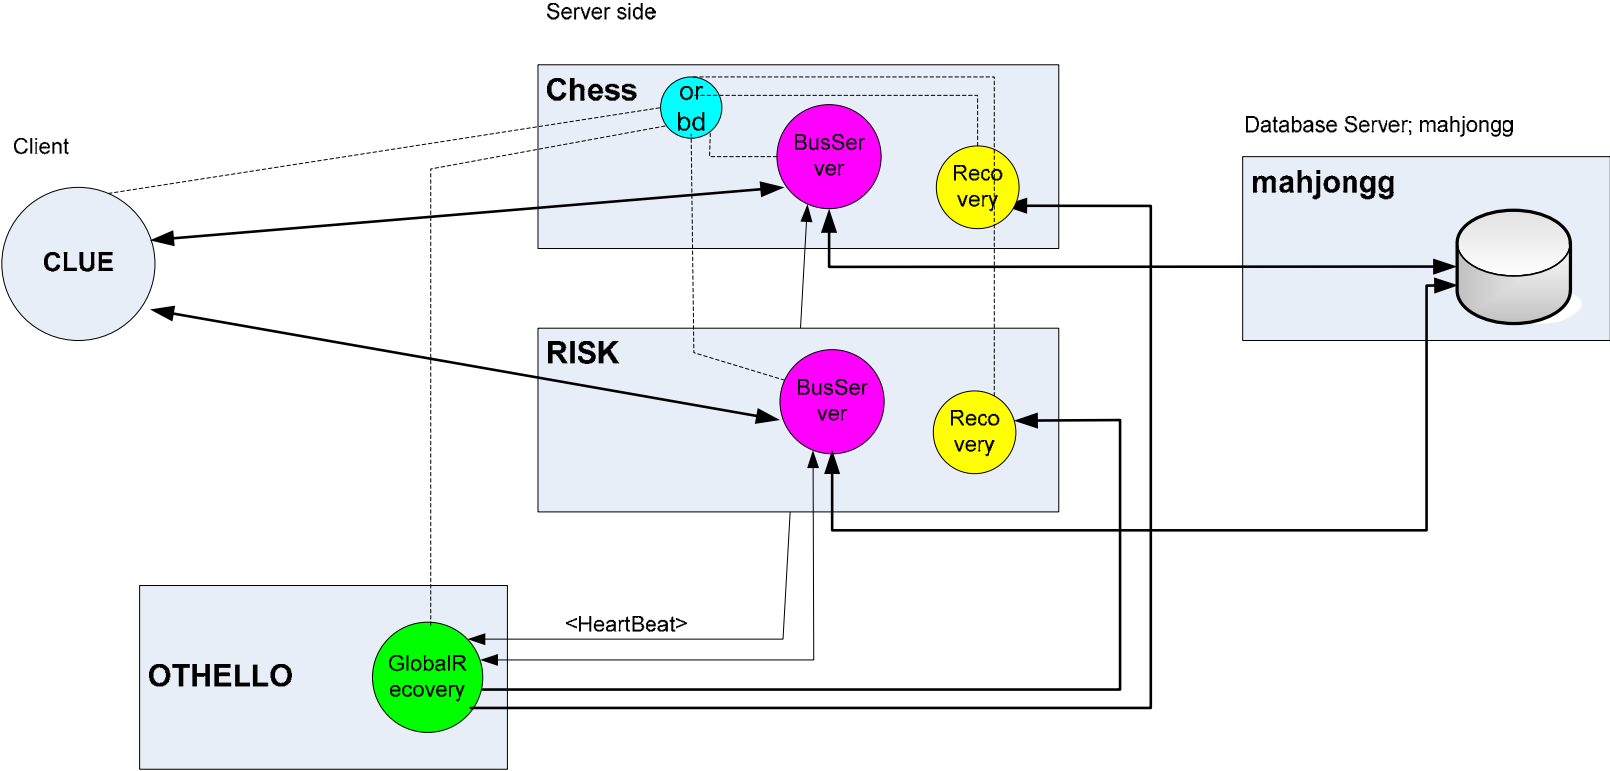 Server side
Chess
or
bd
BusSer
ver
Reco
very
Client
CLUE
Database Server; mahjongg
mahjongg
RISK
BusSer
ver
Reco
very
<HeartBeat>
OTHELLO
GlobalR
ecovery